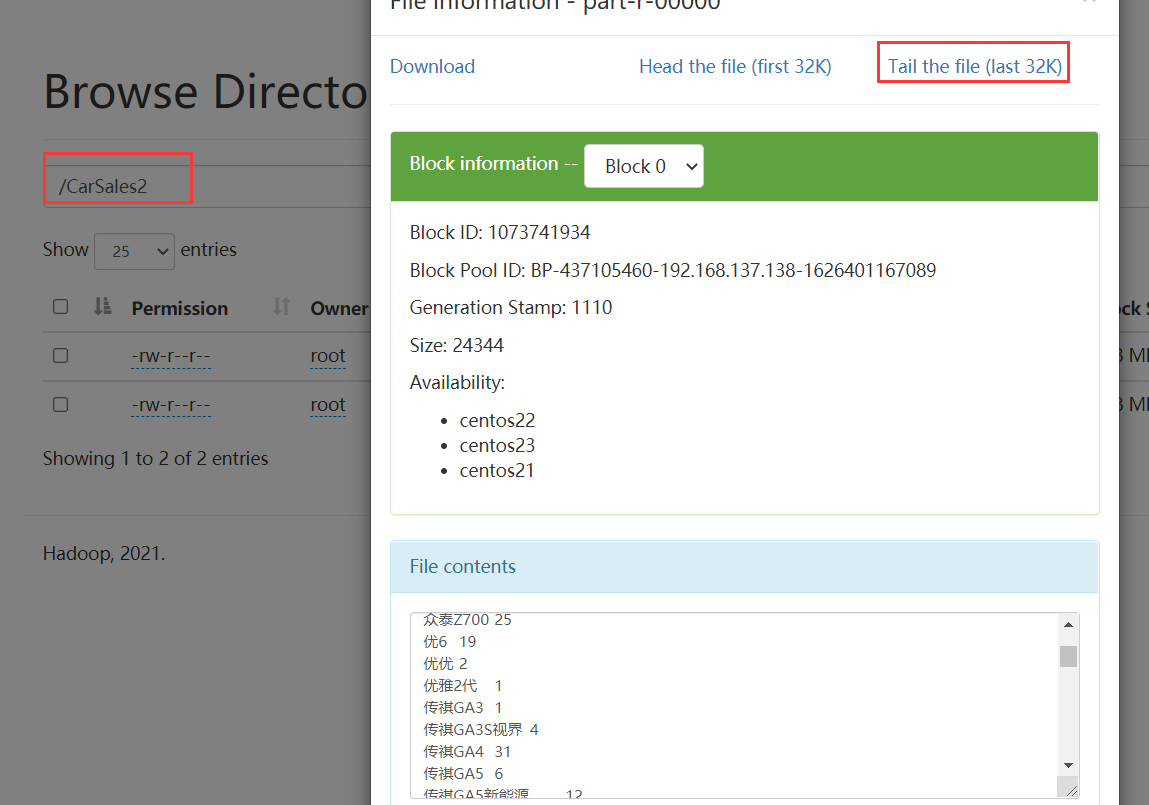 File information - part-r-00000
Download
Head the file (first 32K)
Tail the file (last 32K)
Browse Directo
/CarSales2
Show 25 entries
Permission
Owner
-rw-r--r--
root
-rw-r--r--
root
Showing 1 to 2 of 2 entries
Hadoop, 2021.
Block information --
Block 0
Block ID: 1073741934
Block Pool ID: BP-437105460-192.168.137.138-1626401167089
Generation Stamp: 1110
Size: 24344
Availability:
centos22
centos23
centos21
File contents
众泰Z700 25
优6 19
优优 2
优雅2代 1
传祺GA3 1
传祺GA3S视界 4
传祺GA4 31
传祺GA5 6
传祺GA5新能源 12